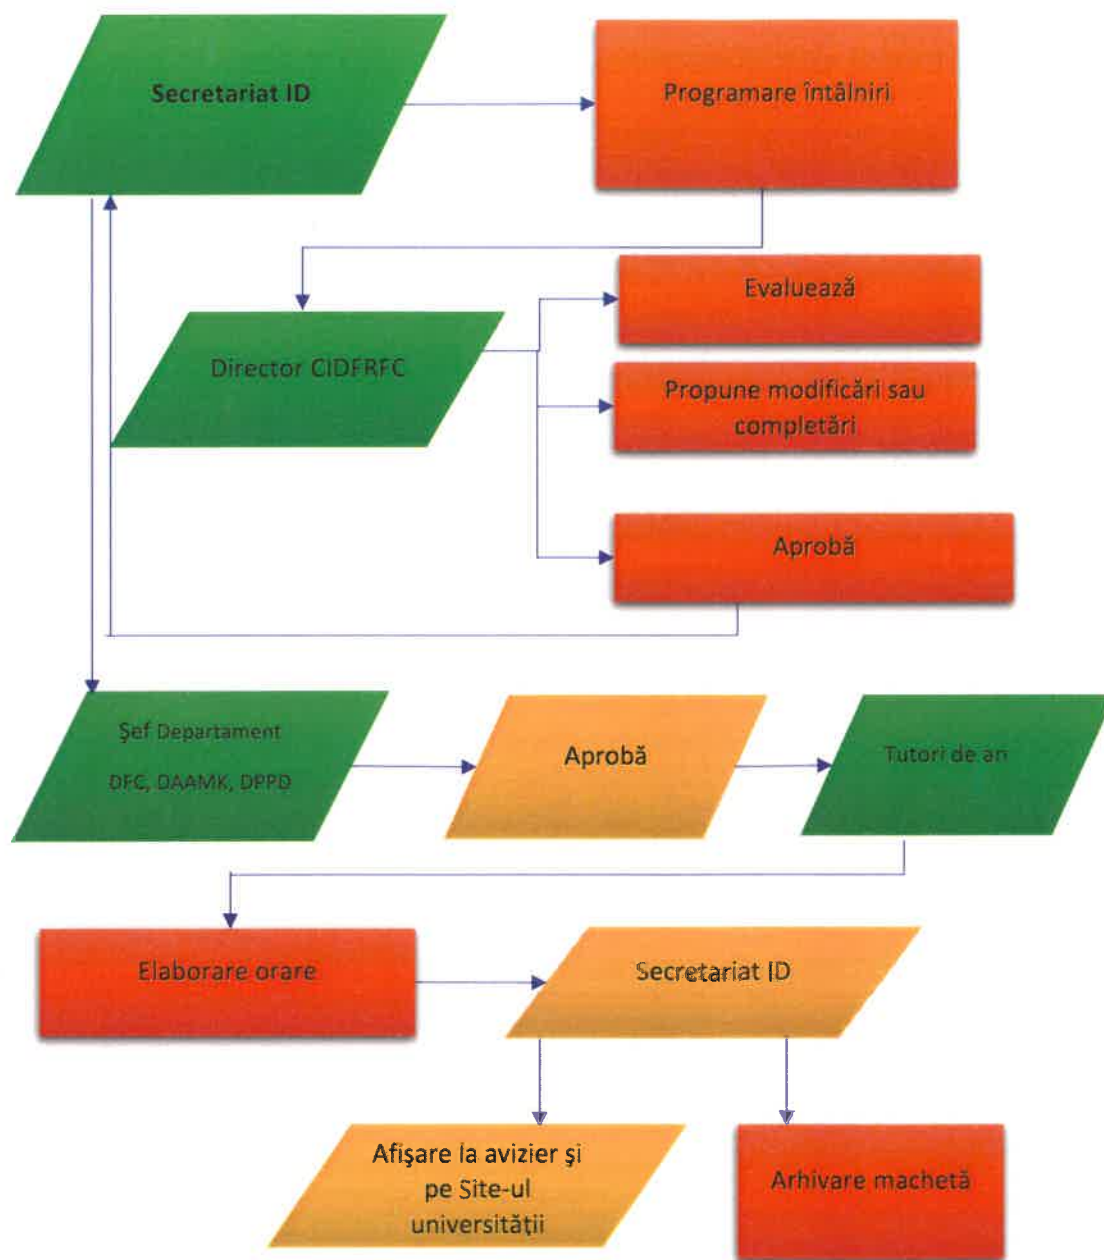 Secretariat ID
Programare întâlniri
Evaluează
Director CIDFRFC
Propune modificări sau
completări
Aprobă
Şef Departament
DFC, DAAMK, DPPD
Aprobă
Tutori de an
Elaborare orare
Secretariat ID
Afişare la avizier şi
pe Site-ul
universităţii
Arhivare machetă